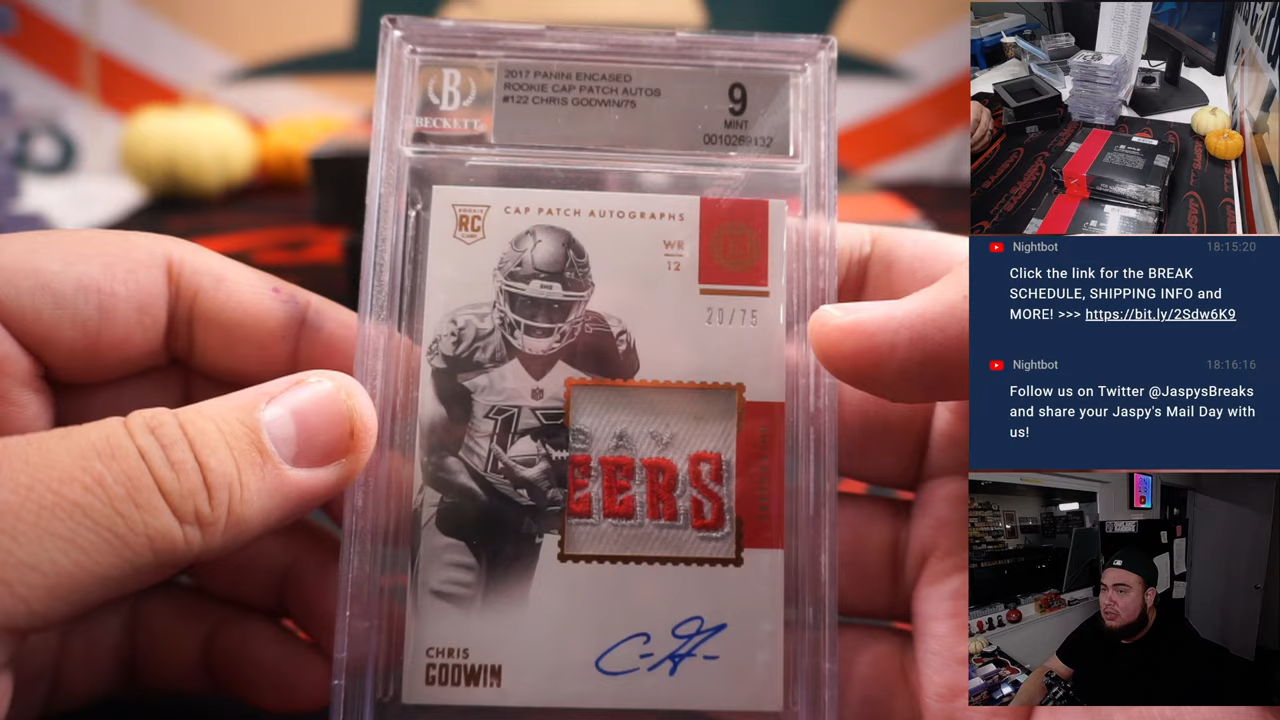 B
BECKETT
2017 PANINI ENCASED
ROOKIE CAP PATCH AUTOS
#122 CHRIS GODWIN/75
9
MINT
0010269132
RC
CAP PATCH AUTOGRAPHS
WR
12
20/75
BAY
EERS
CHRIS
GODWIN
Nightbot
18:15:20
Click the link for the BREAK
SCHEDULE, SHIPPING INFO and
MORE! >>> https://bit.ly/2Sdw6K9
Nightbot
18:16:16
Follow us on Twitter @JaspysBreaks
and share your Jaspy's Mail Day with
us!